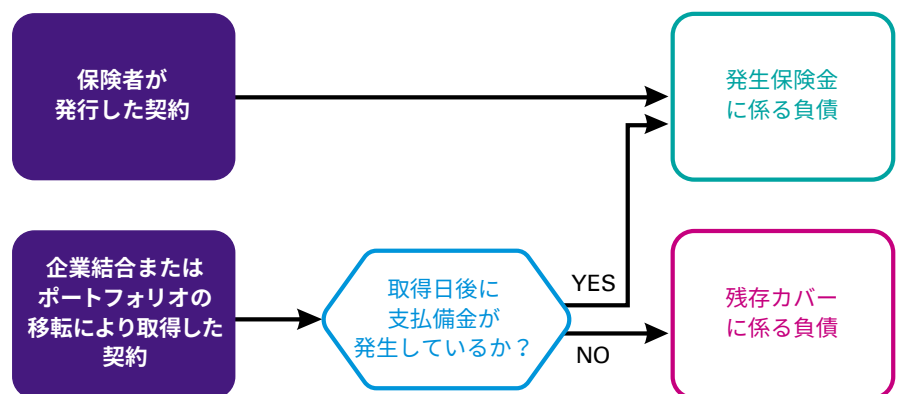 保険者が
発行した契約
発生保険金
に係る負債
企業結合または
ポートフォリオの
移転により取得した
契約
取得日後に
支払備金が
発生しているか？
YES
NO
残存カバー
に係る負債